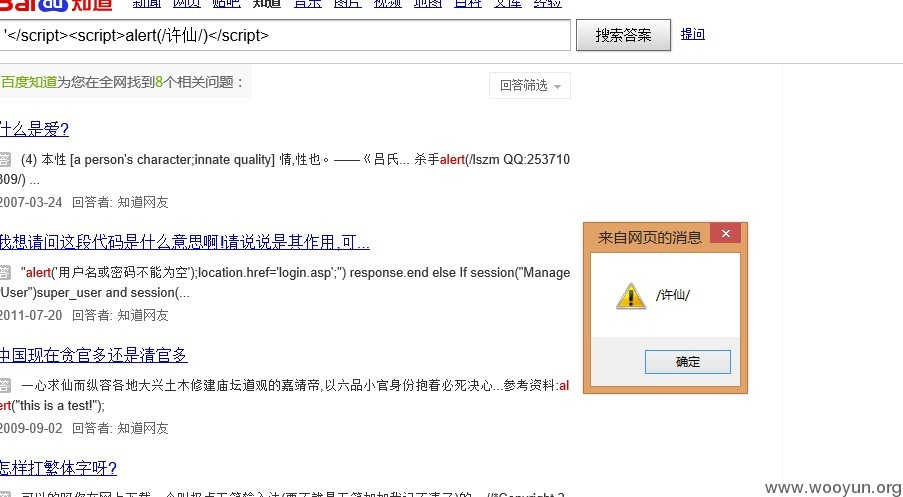 Bai du 知道 新闻 网页 贴吧 知道 音乐 图片 视频 地图 百科 文库 经验
'</script><script>alert(/许仙/)</script> 搜索答案 提问
百度知道为您在全网找到8个相关问题： 回答筛选
什么是爱?
答 (4) 本性 [a person's character;innate quality] 情,性也。——《吕氏... 杀手alert(/lszm QQ:253710
309/) ...
2007-03-24 回答者: 知道网友
我想请问这段代码是什么意思啊!请说说是其作用,可...
答 "alert('用户名或密码不能为空');location.href='login.asp';") response.end else If session("Manage
rUser")super_user and session(...
2011-07-20 回答者: 知道网友
来自网页的消息
/许仙/
确定
中国现在贪官多还是清官多
答 一心求仙而纵容各地大兴土木修建庙坛道观的嘉靖帝,以六品小官身份抱着必死决心...参考资料:al
ert("this is a test!");
2009-09-02 回答者: 知道网友
怎样打繁体字呀?
www.wooyun.org